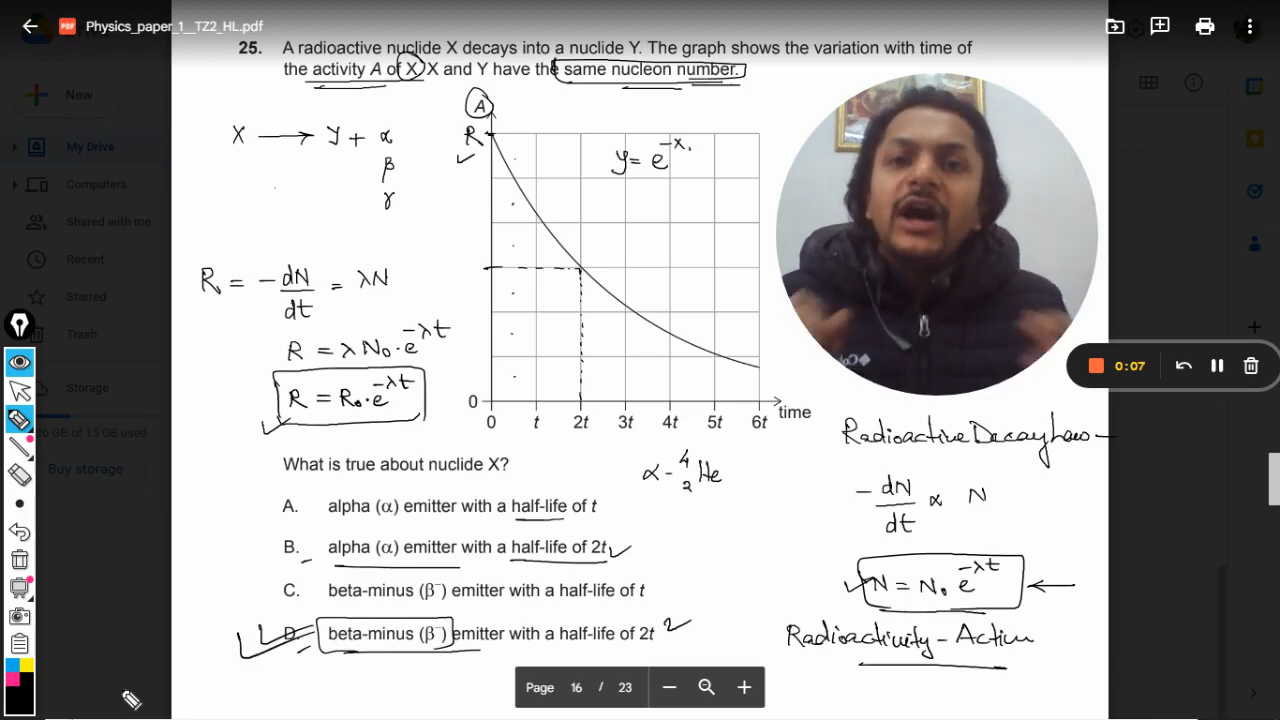 Physics_paper_1__TZ2_HL.pdf
New
My Drive
Computers
Shared with me
Recent
Starred
Trash
Storage
6 GB of 15 GB used
Buy storage
25. A radioactive nuclide X decays into a nuclide Y. The graph shows the variation with time of
the activity A of X. X and Y have the same nucleon number.
X → Y + α
β
γ
A
R
y = e^-x
R = -dN/dt = λN
R = λN₀·e^-λt
R = R₀·e^-λt
0
0 t 2t 3t 4t 5t 6t time
What is true about nuclide X?
α - ⁴₂He
A. alpha (α) emitter with a half-life of t
B. alpha (α) emitter with a half-life of 2t
C. beta-minus (β⁻) emitter with a half-life of t
D. beta-minus (β⁻) emitter with a half-life of 2t
Radioactive Decay Law -
-dN/dt ∝ N
N = N₀ e^-λt
Radioactivity - Action
0:07
Page 16 / 23